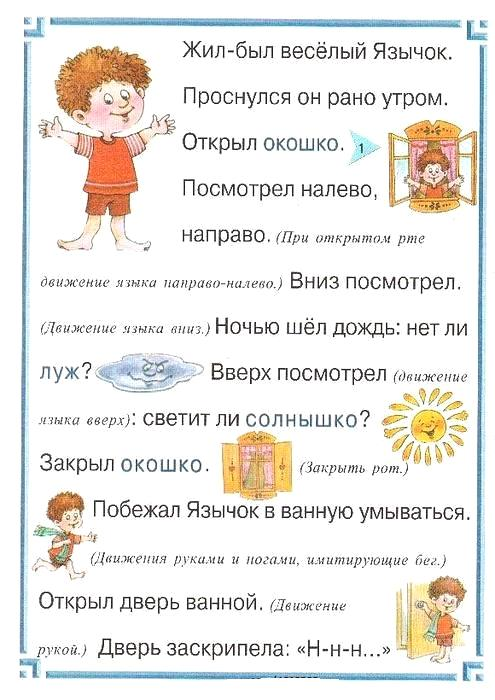 Жил-был весёлый Язычок.
Проснулся он рано утром.
Открыл окошко. 1
Посмотрел налево,
направо. (При открытом рте
движение языка направо-налево.) Вниз посмотрел.
(Движение языка вниз.) Ночью шёл дождь: нет ли
луж? Вверх посмотрел (движение
языка вверх): светит ли солнышко?
Закрыл окошко. (Закрыть рот.)
Побежал Язычок в ванную умываться.
(Движения руками и ногами, имитирующие бег.)
Открыл дверь ванной. (Движение
рукой.) Дверь заскрипела: «Н-н-н...»